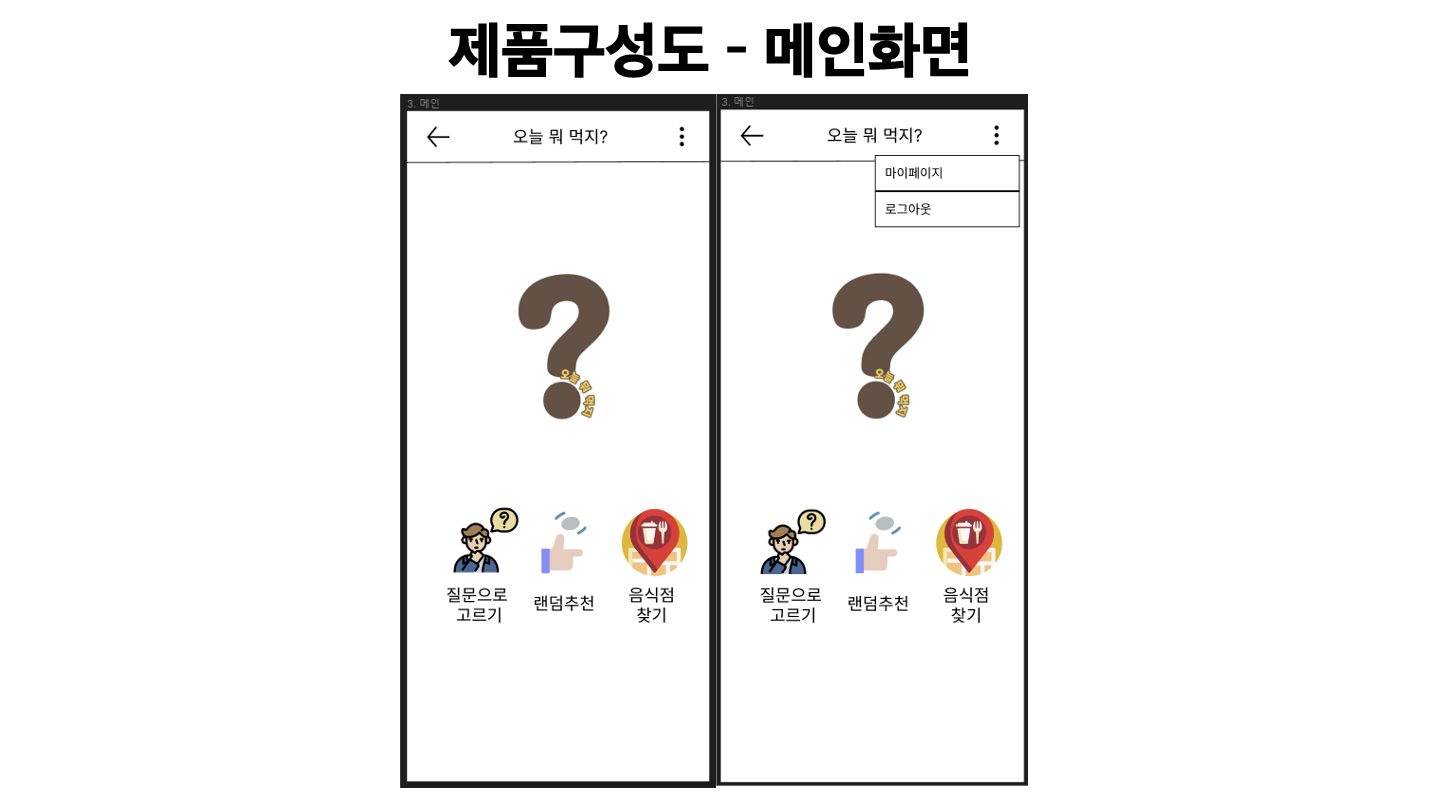 제품구성도 - 메인화면
3. 메인
오늘 뭐 먹지?
?
오늘 뭐 먹지
?
질문으로
고르기
랜덤추천
음식점
찾기
3. 메인
오늘 뭐 먹지?
마이페이지
로그아웃
?
오늘 뭐 먹지
?
질문으로
고르기
랜덤추천
음식점
찾기